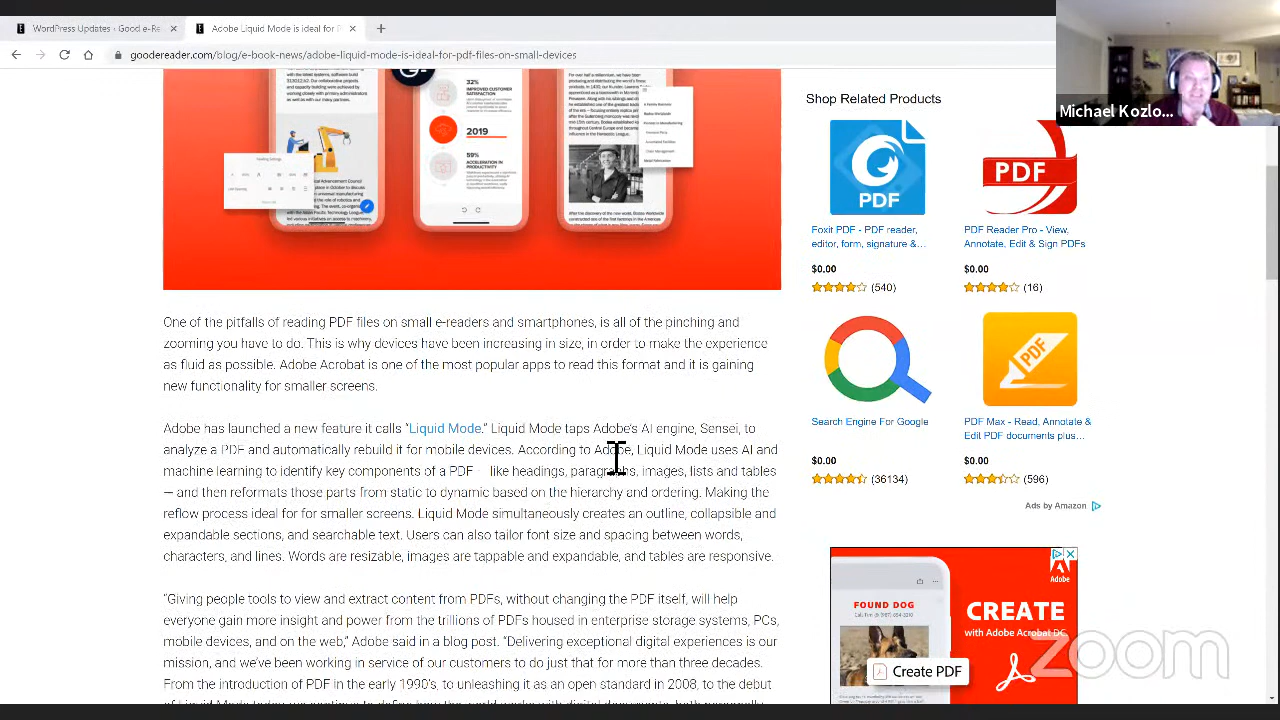 WordPress Updates - Good e-Re
Adobe Liquid Mode is ideal for P
goodereader.com/blog/e-book-news/adobe-liquid-mode-is-ideal-for-pdf-files-on-small-devices
Michael Kozlo...
32%
IMPROVED CUSTOMER
SATISFACTION
2019
59%
ACCELERATION IN
PRODUCTIVITY
One of the pitfalls of reading PDF files on small e-readers and smartphones, is all of the pinching and
zooming you have to do. This is why devices have been increasing in size, in order to make the experience
as fluid as possible. Adobe Acrobat is one of the most popular apps to read this format and it is gaining
new functionality for smaller screens.
Adobe has launched a new feature it calls “Liquid Mode.” Liquid Mode taps Adobe’s AI engine, Sensei, to
analyze a PDF and automatically rebuild it for mobile devices. According to Adobe, Liquid Mode uses AI and
machine learning to identify key components of a PDF — like headings, paragraphs, images, lists and tables
— and then reformats those parts from static to dynamic based on the hierarchy and ordering. Making the
reflow process ideal for for smaller screens. Liquid Mode simultaneously creates an outline, collapsible and
expandable sections, and searchable text. Users can also tailor font size and spacing between words,
characters, and lines. Words are resizable, images are tappable and expandable, and tables are responsive.
“Giving people tools to view and extract content from PDFs, without changing the PDF itself, will help
them gain more insight and power from the trillions of PDFs housed in enterprise storage systems, PCs,
mobile devices, and more,” said in a blog post. “Delivering exceptional digital experiences is our
mission, and we’ve been working in service of our customers to do just that for more than three decades.
From the invention of PDF in the early 1990’s, to unleashing it as an open standard in 2008, to the debut
Shop Related Products
PDF
Foxit PDF - PDF reader,
editor, form, signature &...
$0.00
(540)
PDF
PDF Reader Pro - View,
Annotate, Edit & Sign PDFs
$0.00
(16)
Search Engine For Google
$0.00
(36134)
PDF
PDF Max - Read, Annotate &
Edit PDF documents plus...
$0.00
(596)
Ads by Amazon
Adobe
FOUND DOG
CREATE
with Adobe Acrobat DC
Create PDF
zoom